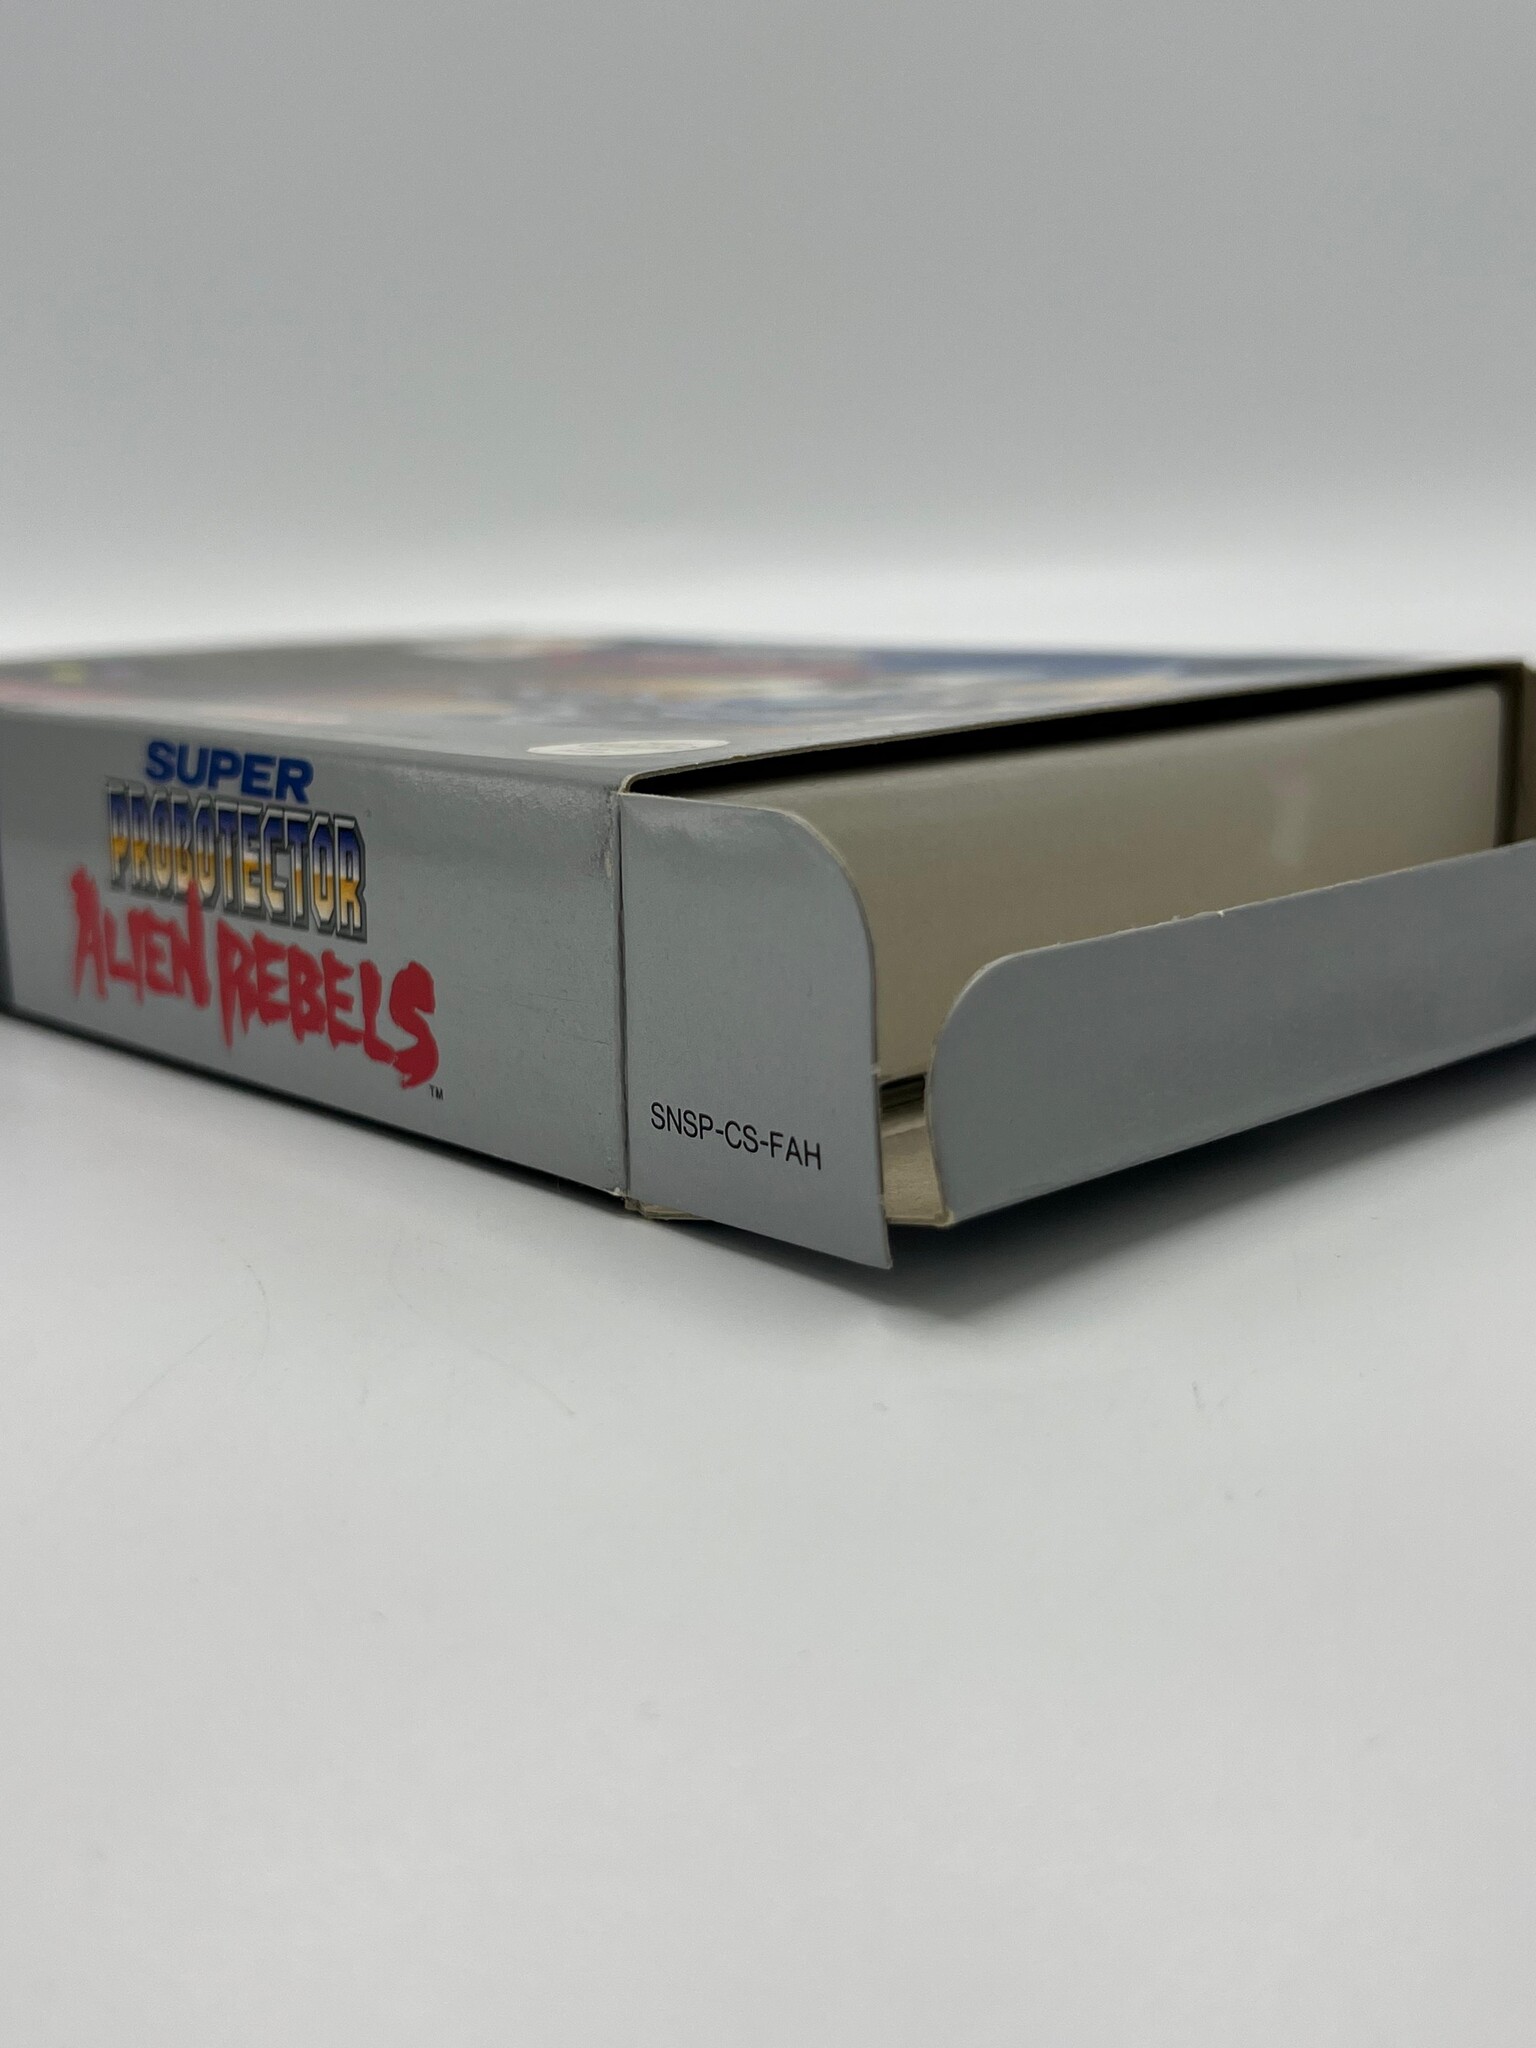 SUPER
PROBOTECTOR
ALIEN REBELS
TM
SNSP-CS-FAH